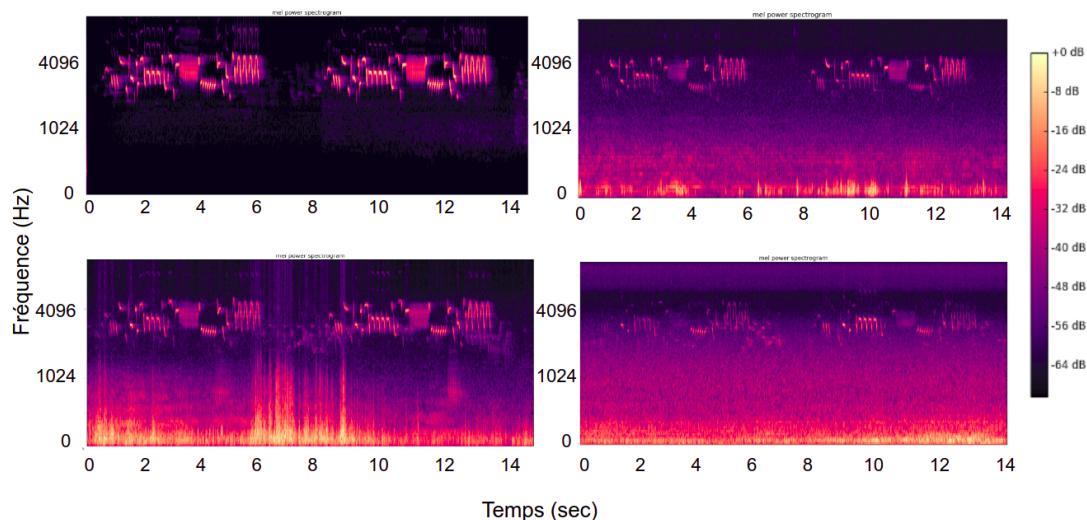 mel power spectrogram
mel power spectrogram
4096
1024
0
0 2 4 6 8 10 12 14
4096
1024
0
0 2 4 6 8 10 12 14
+0 dB
-8 dB
-16 dB
-24 dB
-32 dB
-40 dB
-48 dB
-56 dB
-64 dB
Fréquence (Hz)
mel power spectrogram
mel power spectrogram
4096
1024
0
0 2 4 6 8 10 12 14
4096
1024
0
0 2 4 6 8 10 12 14
Temps (sec)